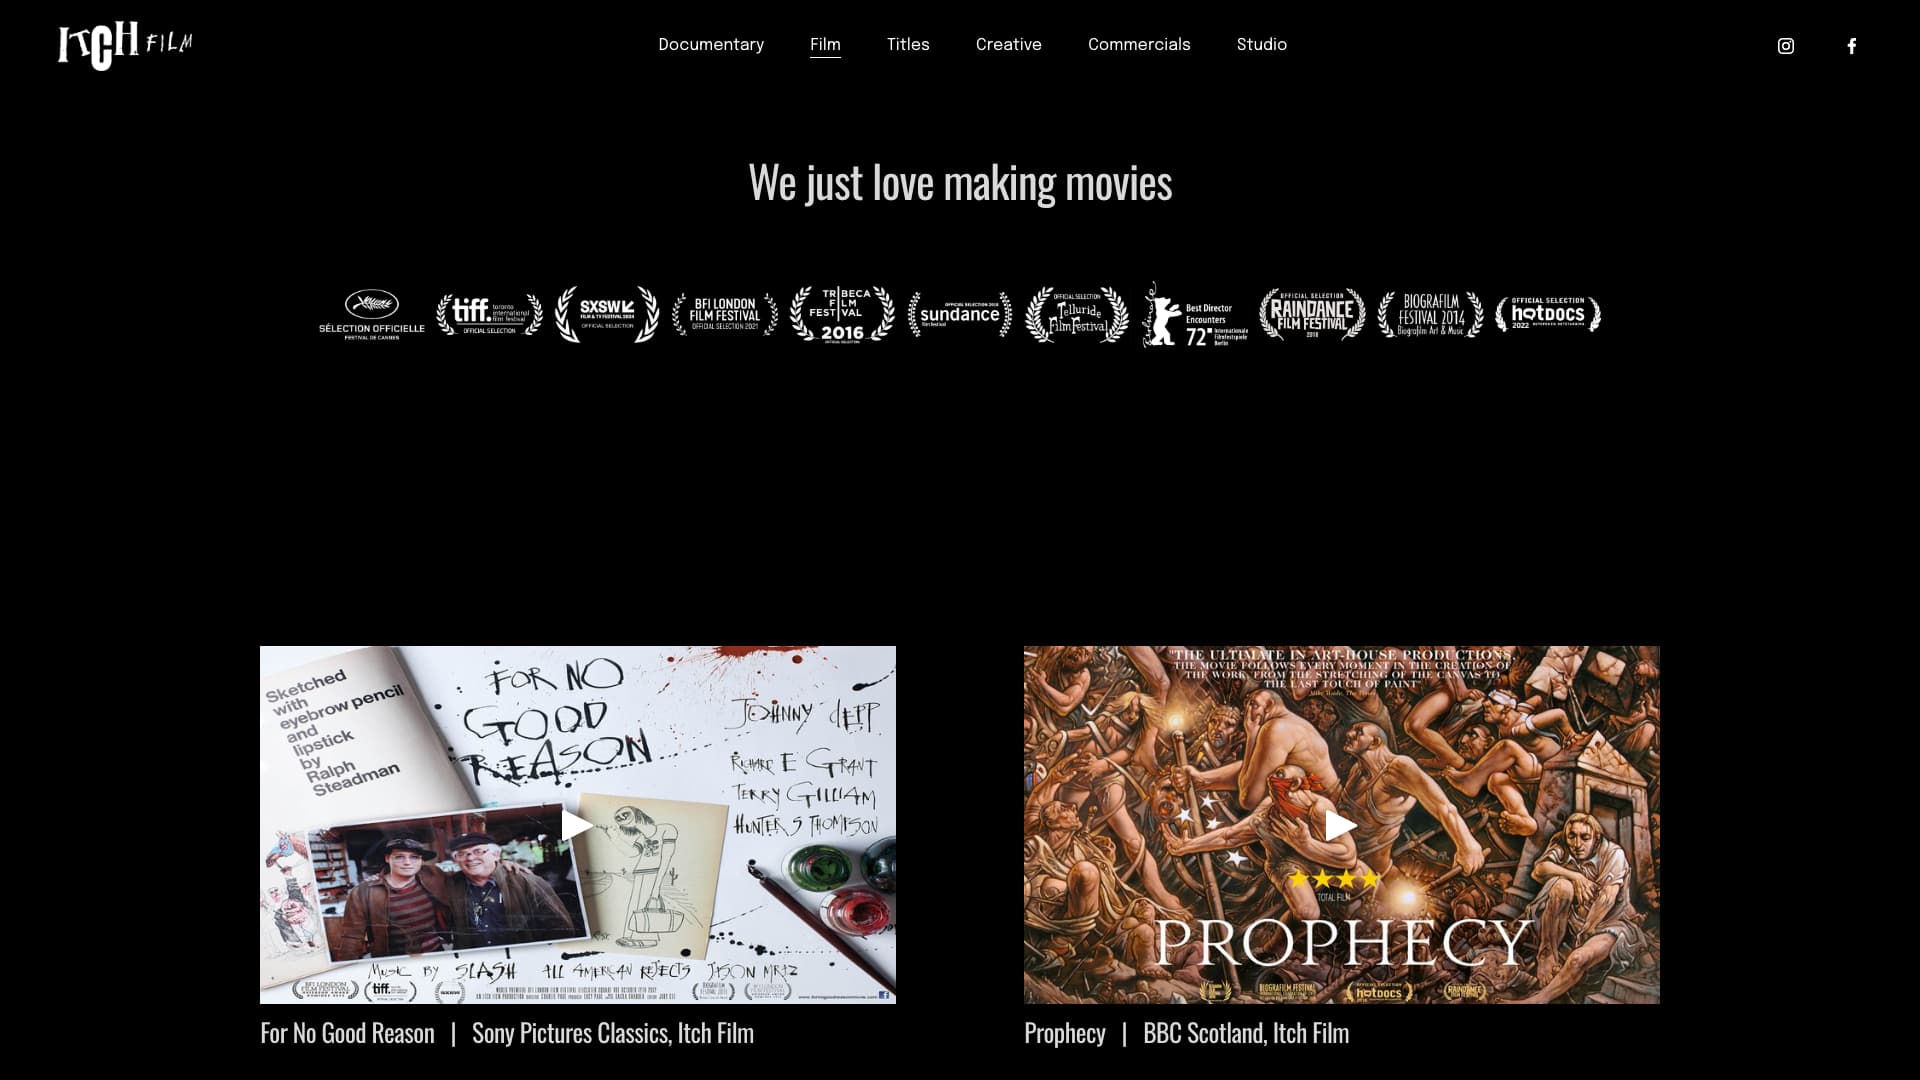 ITCH FILM
Documentary
Film
Titles
Creative
Commercials
Studio
We just love making movies
SÉLECTION OFFICIELLE
FESTIVAL DE CANNES
tiff. toronto international film festival
OFFICIAL SELECTION
SXSW
FILM & TV FESTIVAL 2024
OFFICIAL SELECTION
BFI LONDON
FILM FESTIVAL
OFFICIAL SELECTION 2021
TRIBECA
FILM
FESTIVAL
2016
OFFICIAL SELECTION
sundance
film festival
OFFICIAL SELECTION
Telluride
Film Festival
Best Director
Encounters
72
Internationale
Filmfestspiele
Berlin
OFFICIAL SELECTION
RAINDANCE
FILM FESTIVAL
2018
BIOGRAFILM
FESTIVAL 2014
Biografilm Art & Music
OFFICIAL SELECTION
hotDOCS
2022
Sketched
with
eyebrow pencil
and
lipstick
by
Ralph
Steadman
FOR NO
GOOD
REASON
JOHNNY DEPP
RICHARD E GRANT
TERRY GILLIAM
HUNTER S THOMPSON
MUSIC BY SLASH ALL AMERICAN REJECTS JASON MRAZ
BFI LONDON
FILM FESTIVAL
tiff.
"THE ULTIMATE IN ART-HOUSE PRODUCTIONS,
THE MOVIE FOLLOWS EVERY MOMENT IN THE CREATION OF
THE WORK, FROM THE STRETCHING OF THE CANVAS TO
THE LAST TOUCH OF PAINT"
TOTAL FILM
PROPHECY
BIOGRAFILM FESTIVAL
hotDOCS
RAINDANCE
For No Good Reason | Sony Pictures Classics, Itch Film
Prophecy | BBC Scotland, Itch Film